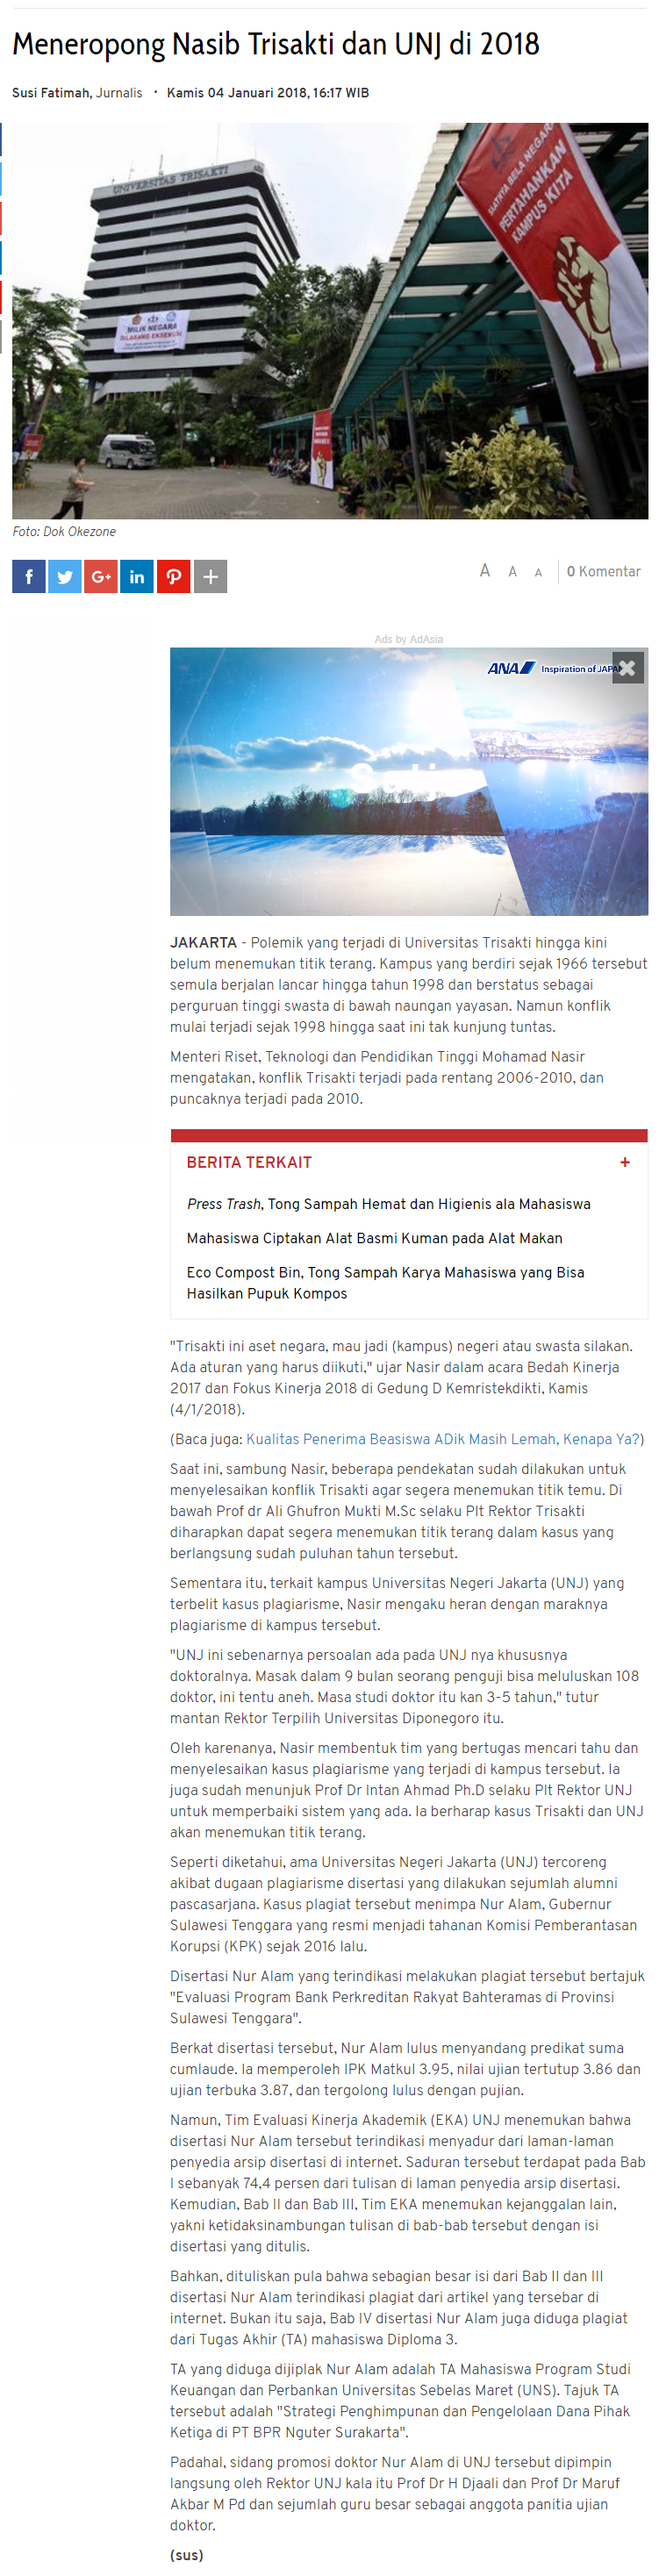 Meneropong Nasib Trisakti dan UNJ di 2018
Susi Fatimah, Jurnalis · Kamis 04 Januari 2018, 16:17 WIB
UNIVERSITAS TRISAKTI
MILIK NEGARA
DILARANG EKSEKUSI
SIATNYA BELA NEGARA
PERTAHANKAN
KAMPUS KITA
Foto: Dok Okezone
f
G+
in
+
A A A
0 Komentar
Ads by AdAsia
ANA Inspiration of JAPAN
JAKARTA - Polemik yang terjadi di Universitas Trisakti hingga kini
belum menemukan titik terang. Kampus yang berdiri sejak 1966 tersebut
semula berjalan lancar hingga tahun 1998 dan berstatus sebagai
perguruan tinggi swasta di bawah naungan yayasan. Namun konflik
mulai terjadi sejak 1998 hingga saat ini tak kunjung tuntas.
Menteri Riset, Teknologi dan Pendidikan Tinggi Mohamad Nasir
mengatakan, konflik Trisakti terjadi pada rentang 2006-2010, dan
puncaknya terjadi pada 2010.
BERITA TERKAIT +
Press Trash, Tong Sampah Hemat dan Higienis ala Mahasiswa
Mahasiswa Ciptakan Alat Basmi Kuman pada Alat Makan
Eco Compost Bin, Tong Sampah Karya Mahasiswa yang Bisa
Hasilkan Pupuk Kompos
"Trisakti ini aset negara, mau jadi (kampus) negeri atau swasta silakan.
Ada aturan yang harus diikuti," ujar Nasir dalam acara Bedah Kinerja
2017 dan Fokus Kinerja 2018 di Gedung D Kemristekdikti, Kamis
(4/1/2018).
(Baca juga: Kualitas Penerima Beasiswa ADik Masih Lemah, Kenapa Ya?)
Saat ini, sambung Nasir, beberapa pendekatan sudah dilakukan untuk
menyelesaikan konflik Trisakti agar segera menemukan titik temu. Di
bawah Prof dr Ali Ghufron Mukti M.Sc selaku Plt Rektor Trisakti
diharapkan dapat segera menemukan titik terang dalam kasus yang
berlangsung sudah puluhan tahun tersebut.
Sementara itu, terkait kampus Universitas Negeri Jakarta (UNJ) yang
terbelit kasus plagiarisme, Nasir mengaku heran dengan maraknya
plagiarisme di kampus tersebut.
"UNJ ini sebenarnya persoalan ada pada UNJ nya khususnya
doktoralnya. Masak dalam 9 bulan seorang penguji bisa meluluskan 108
doktor, ini tentu aneh. Masa studi doktor itu kan 3-5 tahun," tutur
mantan Rektor Terpilih Universitas Diponegoro itu.
Oleh karenanya, Nasir membentuk tim yang bertugas mencari tahu dan
menyelesaikan kasus plagiarisme yang terjadi di kampus tersebut. Ia
juga sudah menunjuk Prof Dr Intan Ahmad Ph.D selaku Plt Rektor UNJ
untuk memperbaiki sistem yang ada. Ia berharap kasus Trisakti dan UNJ
akan menemukan titik terang.
Seperti diketahui, ama Universitas Negeri Jakarta (UNJ) tercoreng
akibat dugaan plagiarisme disertasi yang dilakukan sejumlah alumni
pascasarjana. Kasus plagiat tersebut menimpa Nur Alam, Gubernur
Sulawesi Tenggara yang resmi menjadi tahanan Komisi Pemberantasan
Korupsi (KPK) sejak 2016 lalu.
Disertasi Nur Alam yang terindikasi melakukan plagiat tersebut bertajuk
"Evaluasi Program Bank Perkreditan Rakyat Bahteramas di Provinsi
Sulawesi Tenggara".
Berkat disertasi tersebut, Nur Alam lulus menyandang predikat suma
cumlaude. Ia memperoleh IPK Matkul 3.95, nilai ujian tertutup 3.86 dan
ujian terbuka 3.87, dan tergolong lulus dengan pujian.
Namun, Tim Evaluasi Kinerja Akademik (EKA) UNJ menemukan bahwa
disertasi Nur Alam tersebut terindikasi menyadur dari laman-laman
penyedia arsip disertasi di internet. Saduran tersebut terdapat pada Bab
I sebanyak 74,4 persen dari tulisan di laman penyedia arsip disertasi.
Kemudian, Bab II dan Bab III, Tim EKA menemukan kejanggalan lain,
yakni ketidaksinambungan tulisan di bab-bab tersebut dengan isi
disertasi yang ditulis.
Bahkan, dituliskan pula bahwa sebagian besar isi dari Bab II dan III
disertasi Nur Alam terindikasi plagiat dari artikel yang tersebar di
internet. Bukan itu saja, Bab IV disertasi Nur Alam juga diduga plagiat
dari Tugas Akhir (TA) mahasiswa Diploma 3.
TA yang diduga dijiplak Nur Alam adalah TA Mahasiswa Program Studi
Keuangan dan Perbankan Universitas Sebelas Maret (UNS). Tajuk TA
tersebut adalah "Strategi Penghimpunan dan Pengelolaan Dana Pihak
Ketiga di PT BPR Nguter Surakarta".
Padahal, sidang promosi doktor Nur Alam di UNJ tersebut dipimpin
langsung oleh Rektor UNJ kala itu Prof Dr H Djaali dan Prof Dr Maruf
Akbar M Pd dan sejumlah guru besar sebagai anggota panitia ujian
doktor.
(sus)